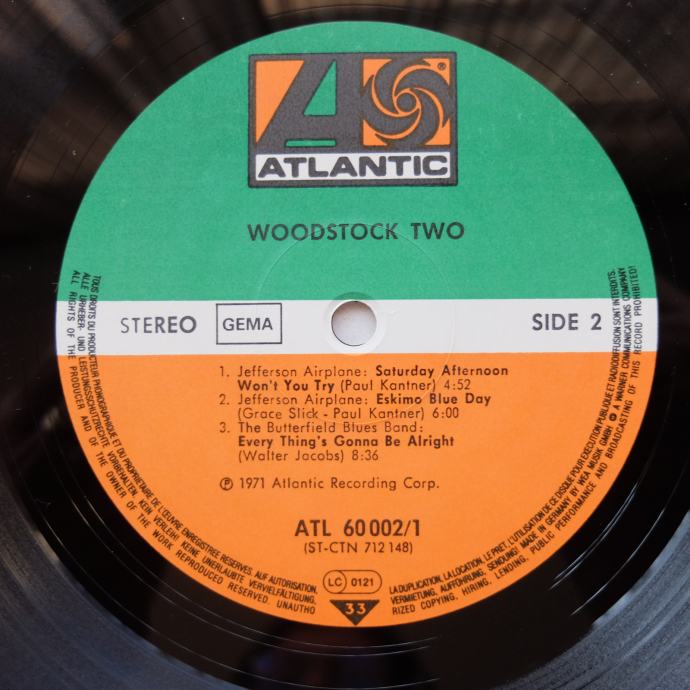 ATLANTIC
®
WOODSTOCK TWO
STEREO GEMA SIDE 2
1. Jefferson Airplane: Saturday Afternoon
Won't You Try (Paul Kantner) 4:52
2. Jefferson Airplane: Eskimo Blue Day
(Grace Slick - Paul Kantner) 6:00
3. The Butterfield Blues Band:
Every Thing's Gonna Be Alright
(Walter Jacobs) 8:36
℗ 1971 Atlantic Recording Corp.
ATL 60 002/1
(ST-CTN 712 148)
LC 0121
33
TOUS DROITS DU PRODUCTEUR PHONOGRAPHIQUE ET DU PROPRIETAIRE DE L'ŒUVRE ENREGISTREE RESERVES. AUF AUTORISATION, LA DUPLICATION, LA LOCATION, LE PRET, L'UTILISATION DE CE DISQUE POUR EXECUTION PUBLIQUE ET RADIODIFFUSION SONT INTERDITS.
ALLE URHEBER- UND LEISTUNGSSCHUTZRECHTE VORBEHALTEN. KEIN VERLEIH! KEINE UNERLAUBTE VERVIELFÄLTIGUNG, VERMIETUNG, AUFFÜHRUNG, SENDUNG! MADE IN GERMANY BY WEA MUSIK GMBH A WARNER COMMUNICATIONS COMPANY
ALL RIGHTS OF THE PRODUCER AND OF THE OWNER OF THE WORK REPRODUCED RESERVED. UNAUTHORIZED COPYING, HIRING, LENDING, PUBLIC PERFORMANCE AND BROADCASTING OF THIS RECORD PROHIBITED!